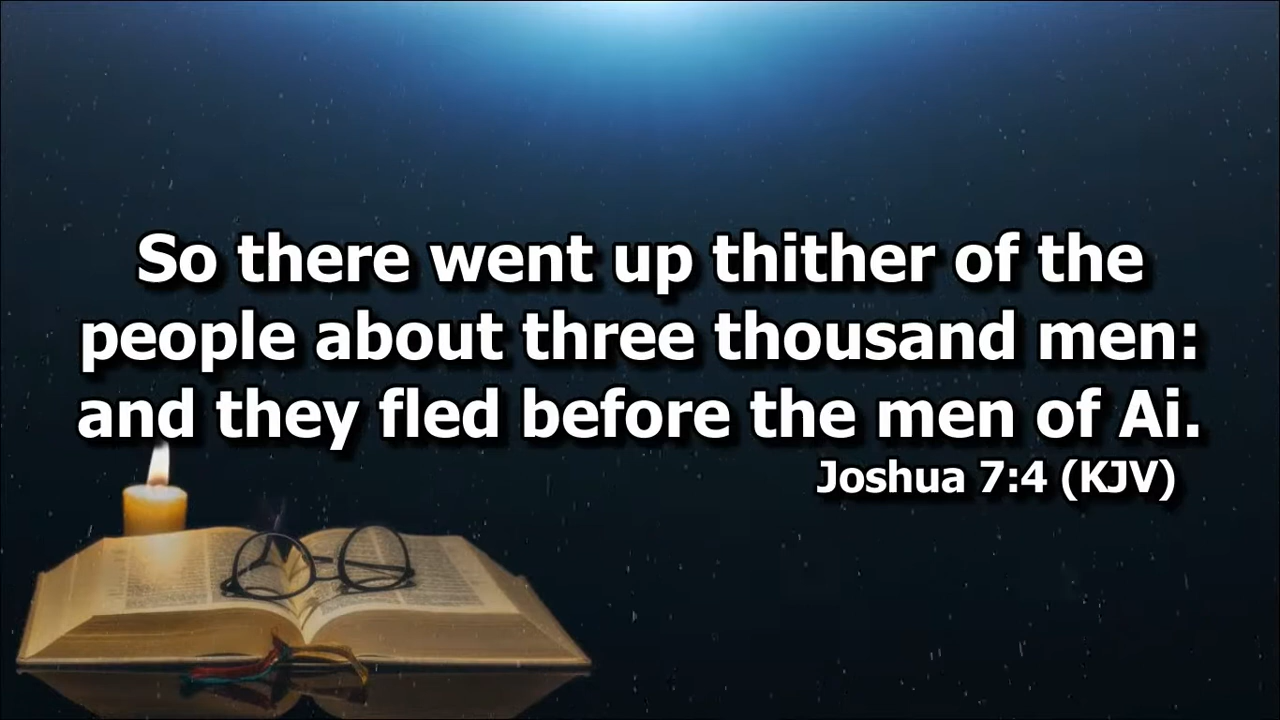 So there went up thither of the
people about three thousand men:
and they fled before the men of Ai.
Joshua 7:4 (KJV)